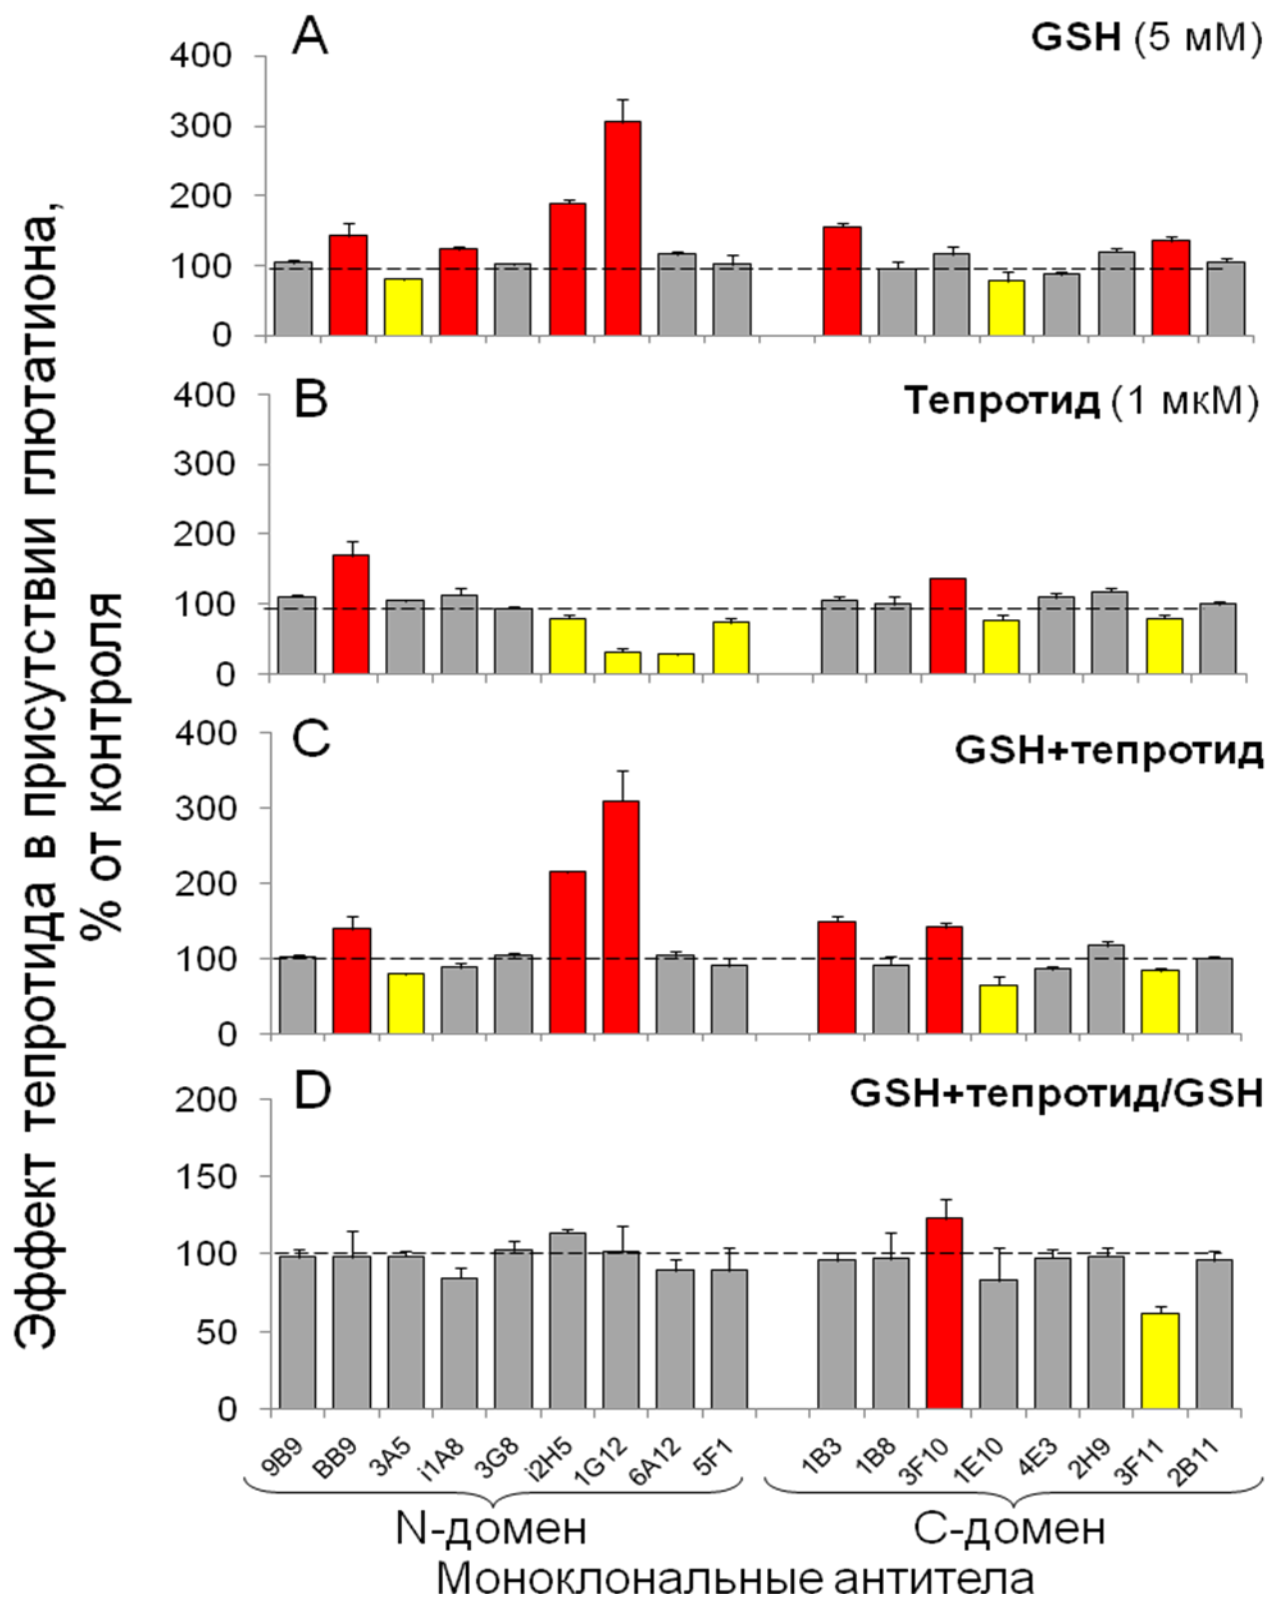 Эффект тепротида в присутствии глютатиона,
% от контроля
A
GSH (5 мМ)
400
300
200
100
0
B
Тепротид (1 мкМ)
400
300
200
100
0
C
GSH+тепротид
400
300
200
100
0
D
GSH+тепротид/GSH
200
150
100
50
0
9B9 BB9 3A5 i1A8 3G8 i2H5 1G12 6A12 5F1 1B3 1B8 3F10 1E10 4E3 2H9 3F11 2B11
N-домен С-домен
Моноклональные антитела